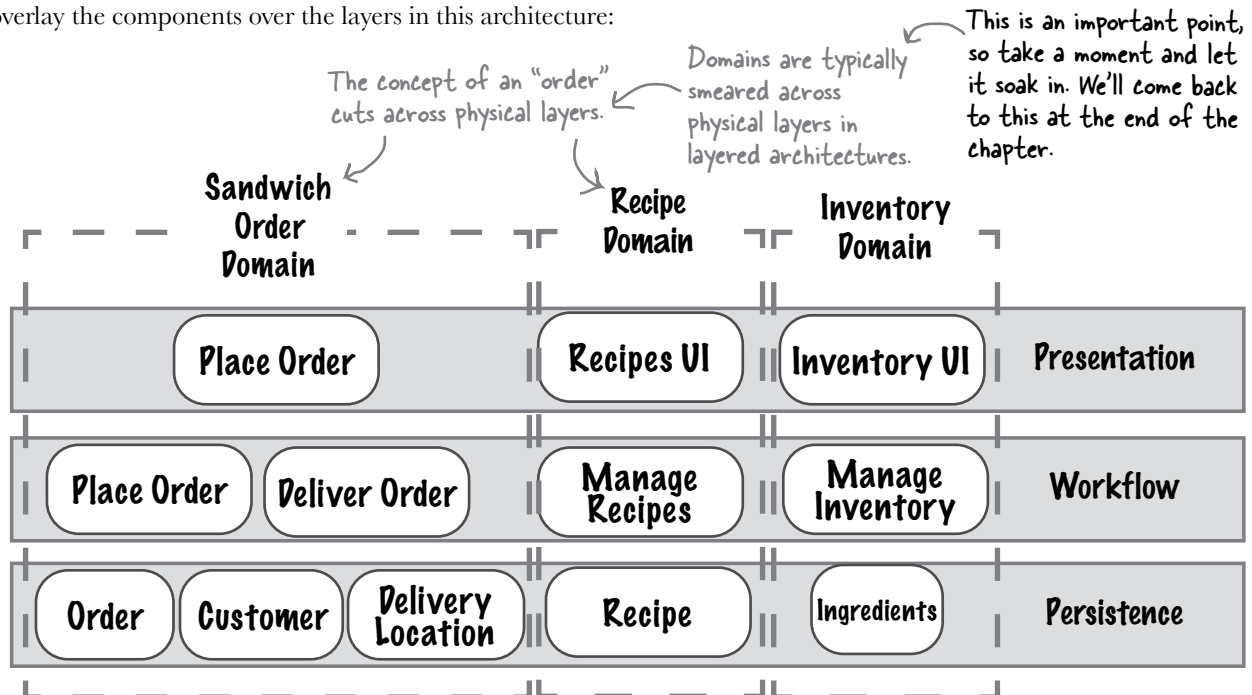 overlay the components over the layers in this architecture:
The concept of an “order”
cuts across physical layers.
Domains are typically
smeared across
physical layers in
layered architectures.
This is an important point,
so take a moment and let
it soak in. We’ll come back
to this at the end of the
chapter.
Sandwich
Order
Domain
Recipe
Domain
Inventory
Domain
Place Order
Recipes UI
Inventory UI
Presentation
Place Order
Deliver Order
Manage
Recipes
Manage
Inventory
Workflow
Order
Customer
Delivery
Location
Recipe
Ingredients
Persistence